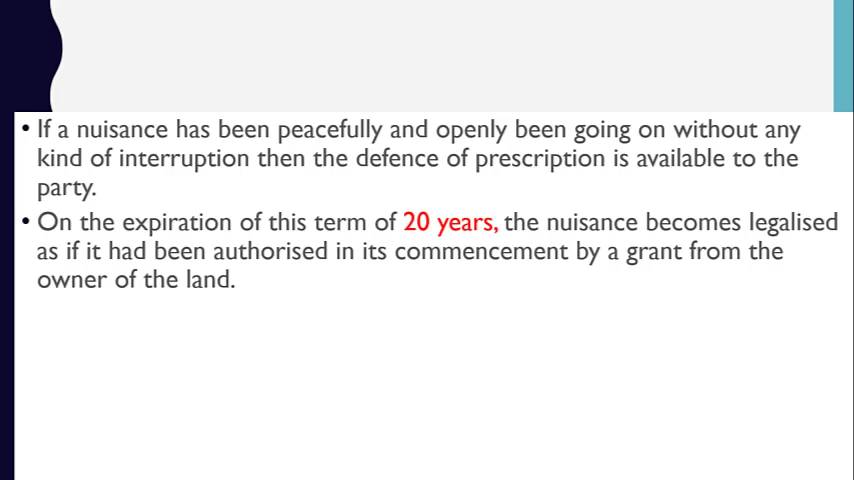 • If a nuisance has been peacefully and openly been going on without any
kind of interruption then the defence of prescription is available to the
party.
• On the expiration of this term of 20 years, the nuisance becomes legalised
as if it had been authorised in its commencement by a grant from the
owner of the land.